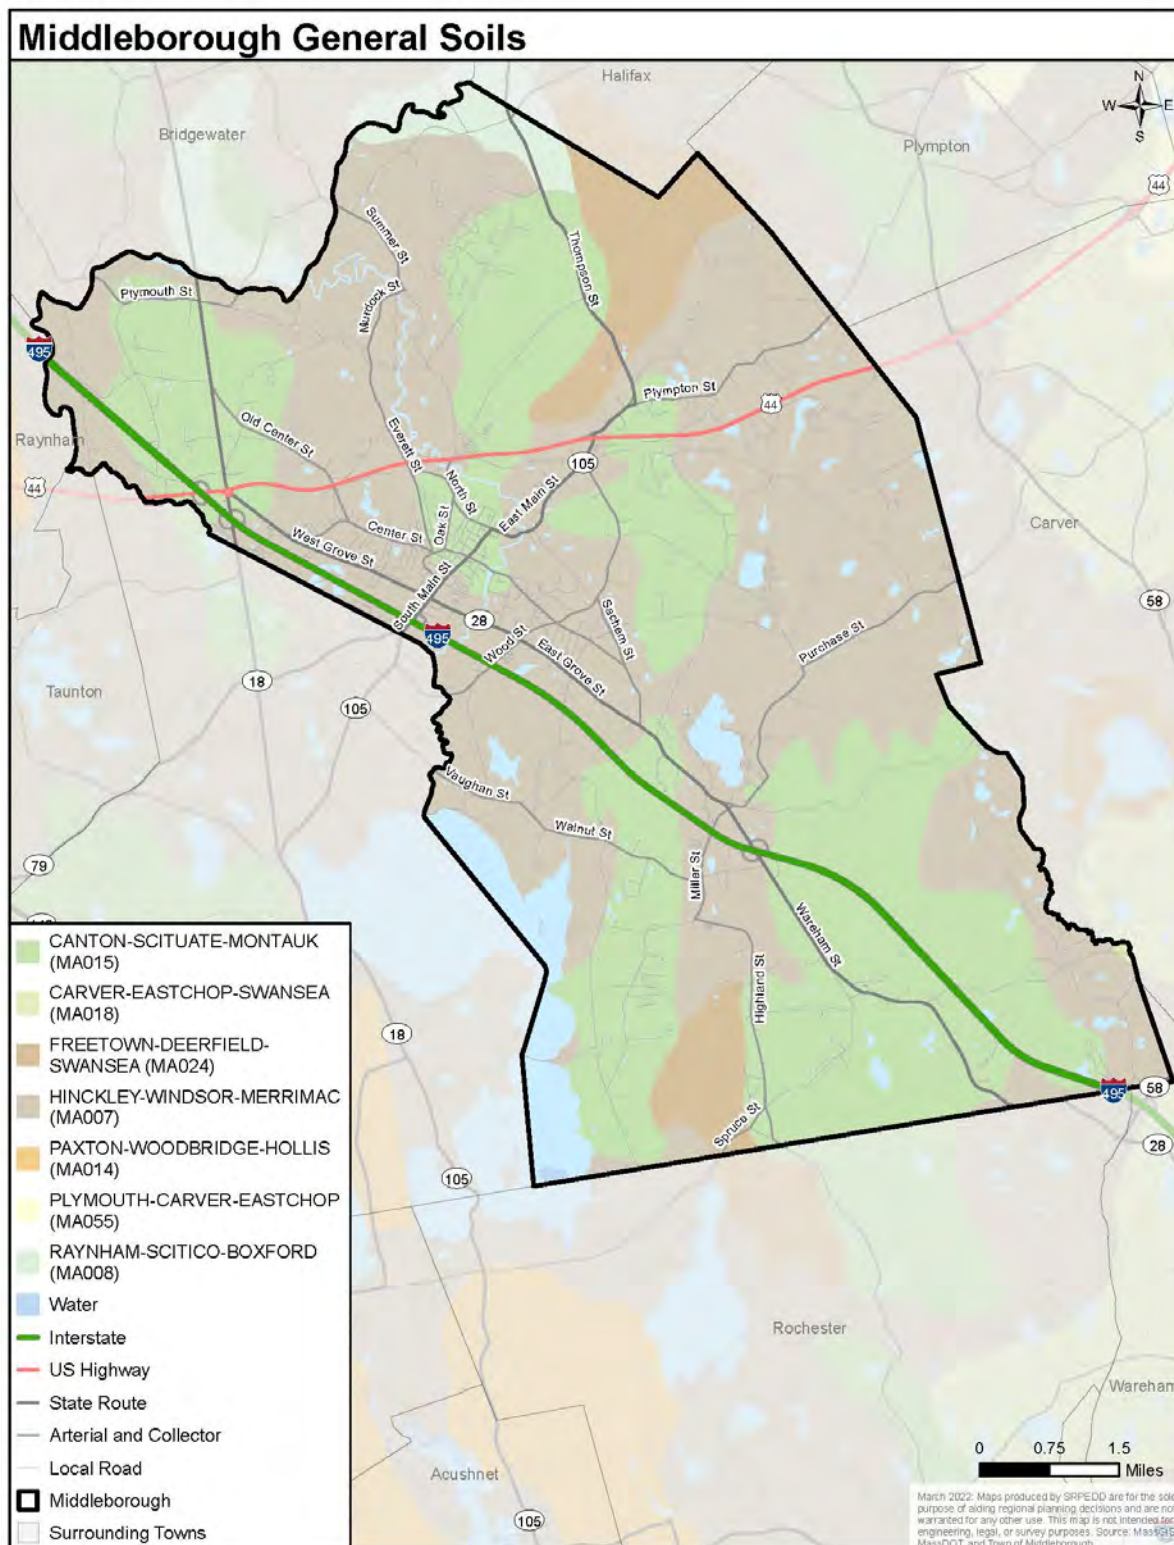 Middleborough General Soils
Halifax
N
W E
S
Bridgewater
Plympton
44
Summer St
Thompson St
Plymouth St
Murdock St
495
Plympton St
44
Old Center St
Everett St
Raynham
44
North St
105
East Main St
Oak St
Center St
West Grove St
Carver
South Main St
28
495
Wood St
Sachem St
East Grove St
Purchase St
58
Taunton
18
105
Vaughan St
Walnut St
Miller St
79
Wareham St
Highland St
18
495
58
Spruce St
28
105
CANTON-SCITUATE-MONTAUK
(MA015)
CARVER-EASTCHOP-SWANSEA
(MA018)
FREETOWN-DEERFIELD-
SWANSEA (MA024)
HINCKLEY-WINDSOR-MERRIMAC
(MA007)
PAXTON-WOODBRIDGE-HOLLIS
(MA014)
PLYMOUTH-CARVER-EASTCHOP
(MA055)
RAYNHAM-SCITICO-BOXFORD
(MA008)
Water
Interstate
US Highway
State Route
Arterial and Collector
Local Road
Middleborough
Surrounding Towns
Rochester
Wareham
Acushnet
105
0 0.75 1.5
Miles
March 2022: Maps produced by SRPEDD are for the sole
purpose of aiding regional planning decisions and are not
warranted for any other use. This map is not intended for
engineering, legal, or survey purposes. Source: MassGIS,
MassDOT, and Town of Middleborough